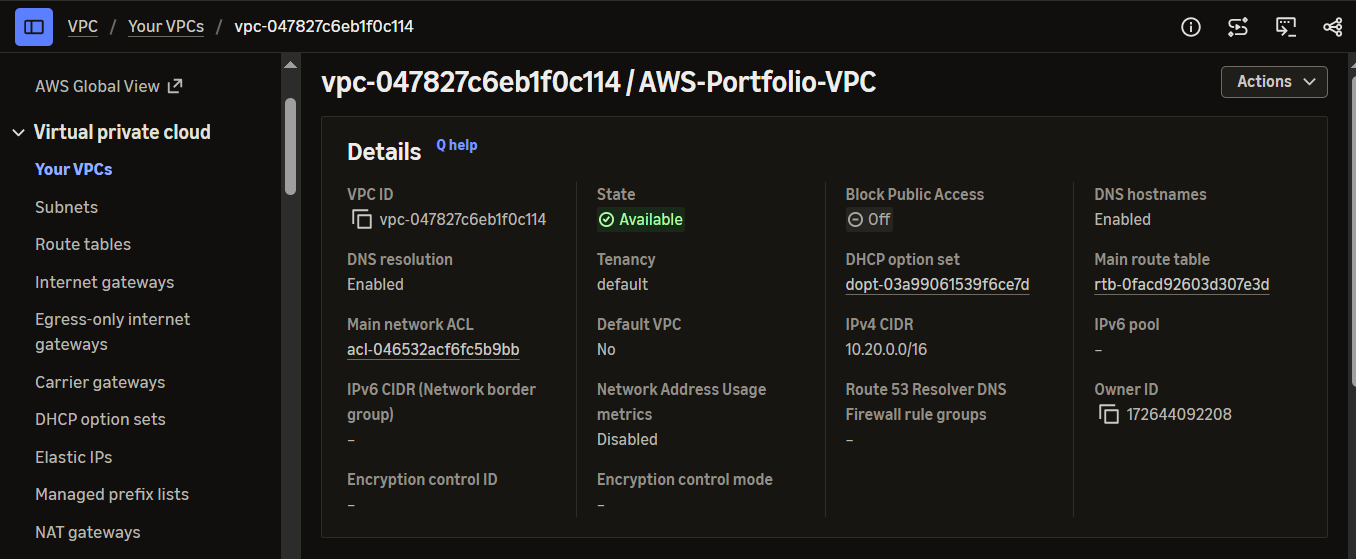 VPC / Your VPCs / vpc-047827c6eb1f0c114
AWS Global View
Virtual private cloud
Your VPCs
Subnets
Route tables
Internet gateways
Egress-only internet
gateways
Carrier gateways
DHCP option sets
Elastic IPs
Managed prefix lists
NAT gateways
vpc-047827c6eb1f0c114 / AWS-Portfolio-VPC
Actions
Details Q help
VPC ID
vpc-047827c6eb1f0c114
State
Available
Block Public Access
Off
DNS hostnames
Enabled
DNS resolution
Enabled
Tenancy
default
DHCP option set
dopt-03a99061539f6ce7d
Main route table
rtb-0facd92603d307e3d
Main network ACL
acl-046532acf6fc5b9bb
Default VPC
No
IPv4 CIDR
10.20.0.0/16
IPv6 pool
–
IPv6 CIDR (Network border
group)
–
Network Address Usage
metrics
Disabled
Route 53 Resolver DNS
Firewall rule groups
–
Owner ID
172644092208
Encryption control ID
–
Encryption control mode
–